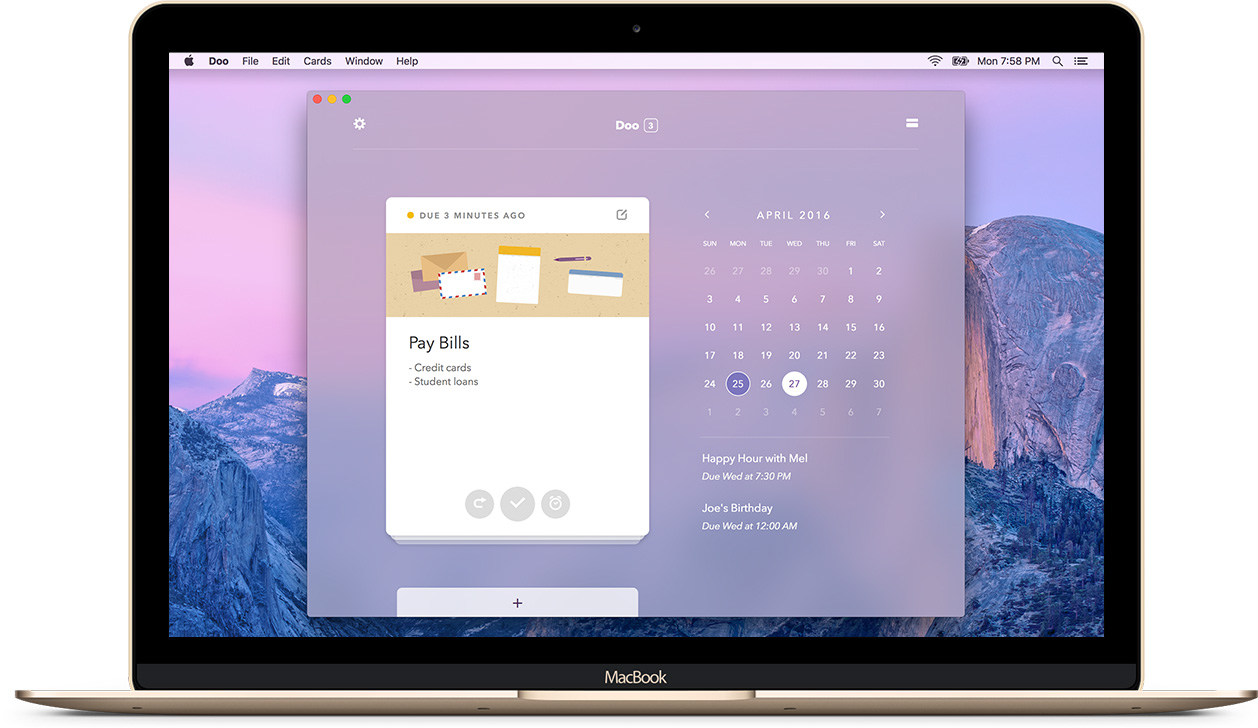 Doo File Edit Cards Window Help Mon 7:58 PM
Doo 3
DUE 3 MINUTES AGO
Pay Bills
- Credit cards
- Student loans
+
APRIL 2016
SUN MON TUE WED THU FRI SAT
26 27 28 29 30 1 2
3 4 5 6 7 8 9
10 11 12 13 14 15 16
17 18 19 20 21 22 23
24 25 26 27 28 29 30
1 2 3 4 5 6 7
Happy Hour with Mel
Due Wed at 7:30 PM
Joe's Birthday
Due Wed at 12:00 AM
MacBook